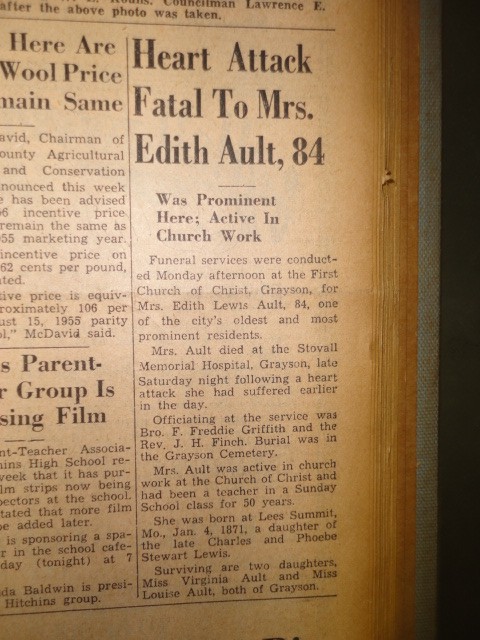 Councilman Lawrence E.
after the above photo was taken.
Here Are
Wool Price
main Same
avid, Chairman of
ounty Agricultural
and Conservation
nounced this week
e has been advised
56 incentive price
remain the same as
955 marketing year.
incentive price on
62 cents per pound,
ated.
tive price is equiv-
proximately 106 per
ust 15, 1955 parity
ol," McDavid said.
s Parent-
r Group Is
sing Film
nt-Teacher Associa-
hins High School re-
week that it has pur-
lm strips now being
pectors at the school.
stated that more film
be added later.
is sponsoring a spa-
r in the school cafe-
day (tonight) at 7
da Baldwin is presi-
Hitchins group.
Heart Attack
Fatal To Mrs.
Edith Ault, 84
Was Prominent
Here; Active In
Church Work
Funeral services were conduct-
ed Monday afternoon at the First
Church of Christ, Grayson, for
Mrs. Edith Lewis Ault, 84, one
of the city's oldest and most
prominent residents.
Mrs. Ault died at the Stovall
Memorial Hospital, Grayson, late
Saturday night following a heart
attack she had suffered earlier
in the day.
Officiating at the service was
Bro. F. Freddie Griffith and the
Rev. J. H. Finch. Burial was in
the Grayson Cemetery.
Mrs. Ault was active in church
work at the Church of Christ and
had been a teacher in a Sunday
School class for 50 years.
She was born at Lees Summit,
Mo., Jan. 4, 1871, a daughter of
the late Charles and Phoebe
Stewart Lewis.
Surviving are two daughters,
Miss Virginia Ault and Miss
Louise Ault, both of Grayson.